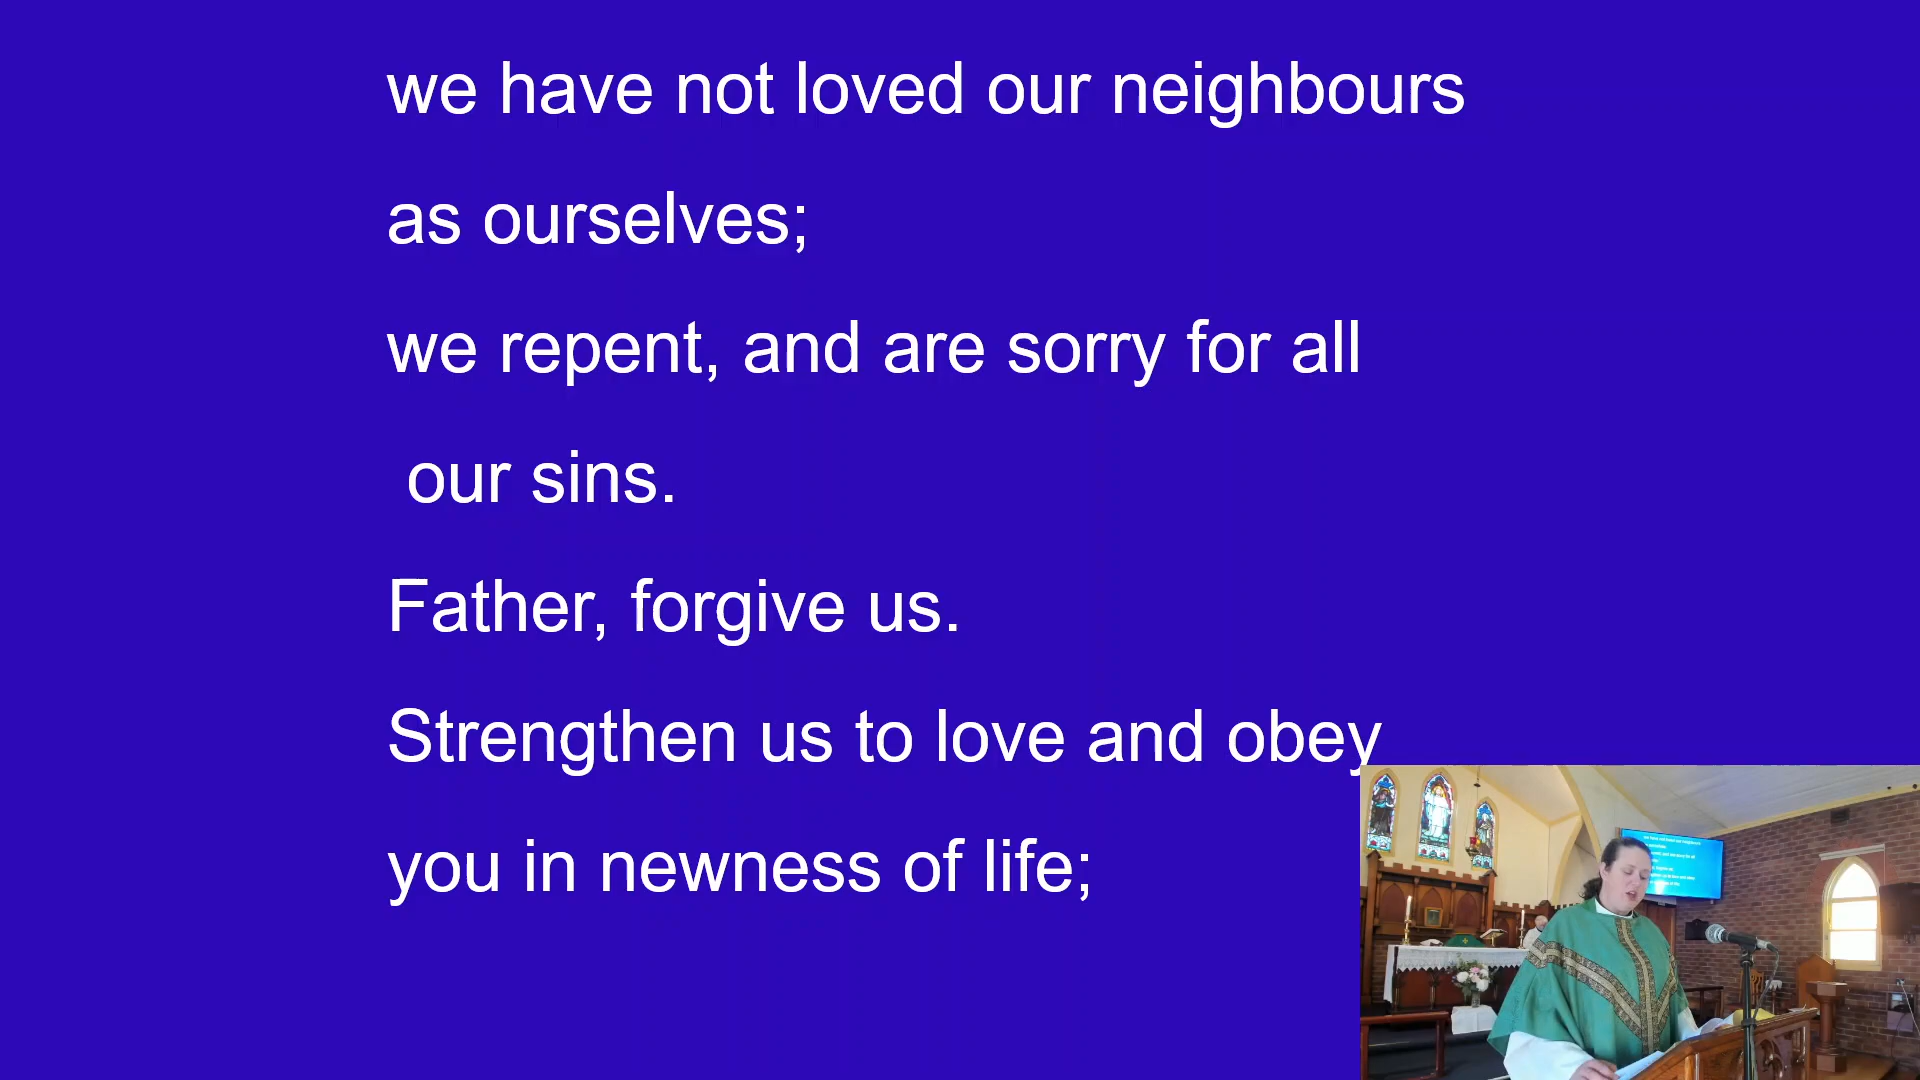 we have not loved our neighbours
as ourselves;
we repent, and are sorry for all
our sins.
Father, forgive us.
Strengthen us to love and obey
you in newness of life;